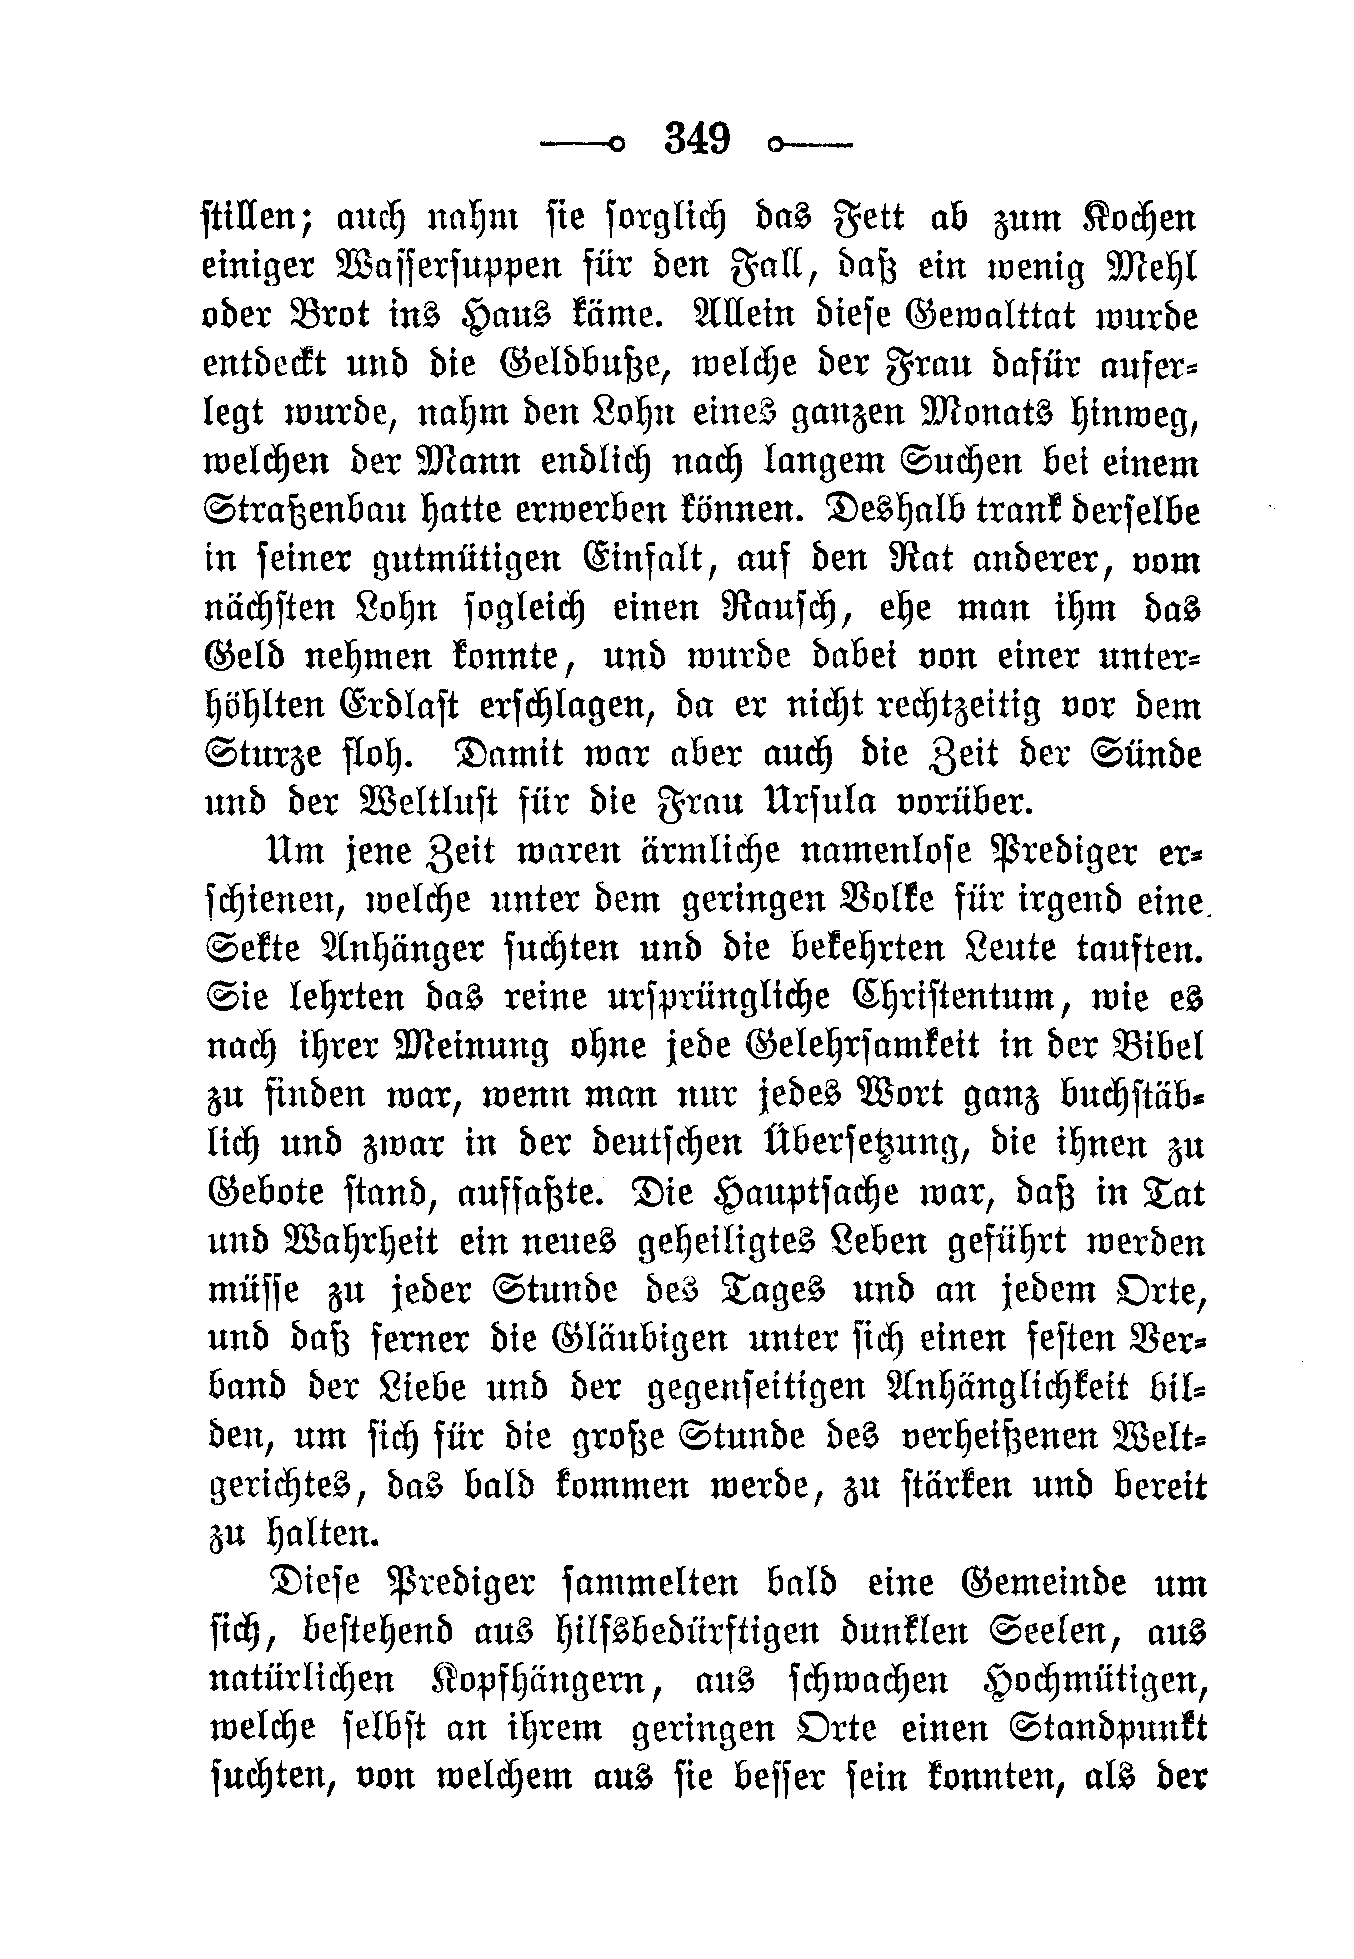 349
stillen; auch nahm sie sorglich das Fett ab zum Kochen
einiger Wassersuppen für den Fall, daß ein wenig Mehl
oder Brot ins Haus käme. Allein diese Gewalttat wurde
entdeckt und die Geldbuße, welche der Frau dafür aufer-
legt wurde, nahm den Lohn eines ganzen Monats hinweg,
welchen der Mann endlich nach langem Suchen bei einem
Straßenbau hatte erwerben können. Deshalb trank derselbe
in seiner gutmütigen Einfalt, auf den Rat anderer, vom
nächsten Lohn sogleich einen Rausch, ehe man ihm das
Geld nehmen konnte, und wurde dabei von einer unter-
höhlten Erdlast erschlagen, da er nicht rechtzeitig vor dem
Sturze floh. Damit war aber auch die Zeit der Sünde
und der Weltlust für die Frau Ursula vorüber.
Um jene Zeit waren ärmliche namenlose Prediger er-
schienen, welche unter dem geringen Volke für irgend eine
Sekte Anhänger suchten und die bekehrten Leute tauften.
Sie lehrten das reine ursprüngliche Christentum, wie es
nach ihrer Meinung ohne jede Gelehrsamkeit in der Bibel
zu finden war, wenn man nur jedes Wort ganz buchstäb-
lich und zwar in der deutschen Übersetzung, die ihnen zu
Gebote stand, auffaßte. Die Hauptsache war, daß in Tat
und Wahrheit ein neues geheiligtes Leben geführt werden
müsse zu jeder Stunde des Tages und an jedem Orte,
und daß ferner die Gläubigen unter sich einen festen Ver-
band der Liebe und der gegenseitigen Anhänglichkeit bil-
den, um sich für die große Stunde des verheißenen Welt-
gerichtes, das bald kommen werde, zu stärken und bereit
zu halten.
Diese Prediger sammelten bald eine Gemeinde um
sich, bestehend aus hilfsbedürftigen dunklen Seelen, aus
natürlichen Kopfhängern, aus schwachen Hochmütigen,
welche selbst an ihrem geringen Orte einen Standpunkt
suchten, von welchem aus sie besser sein konnten, als der